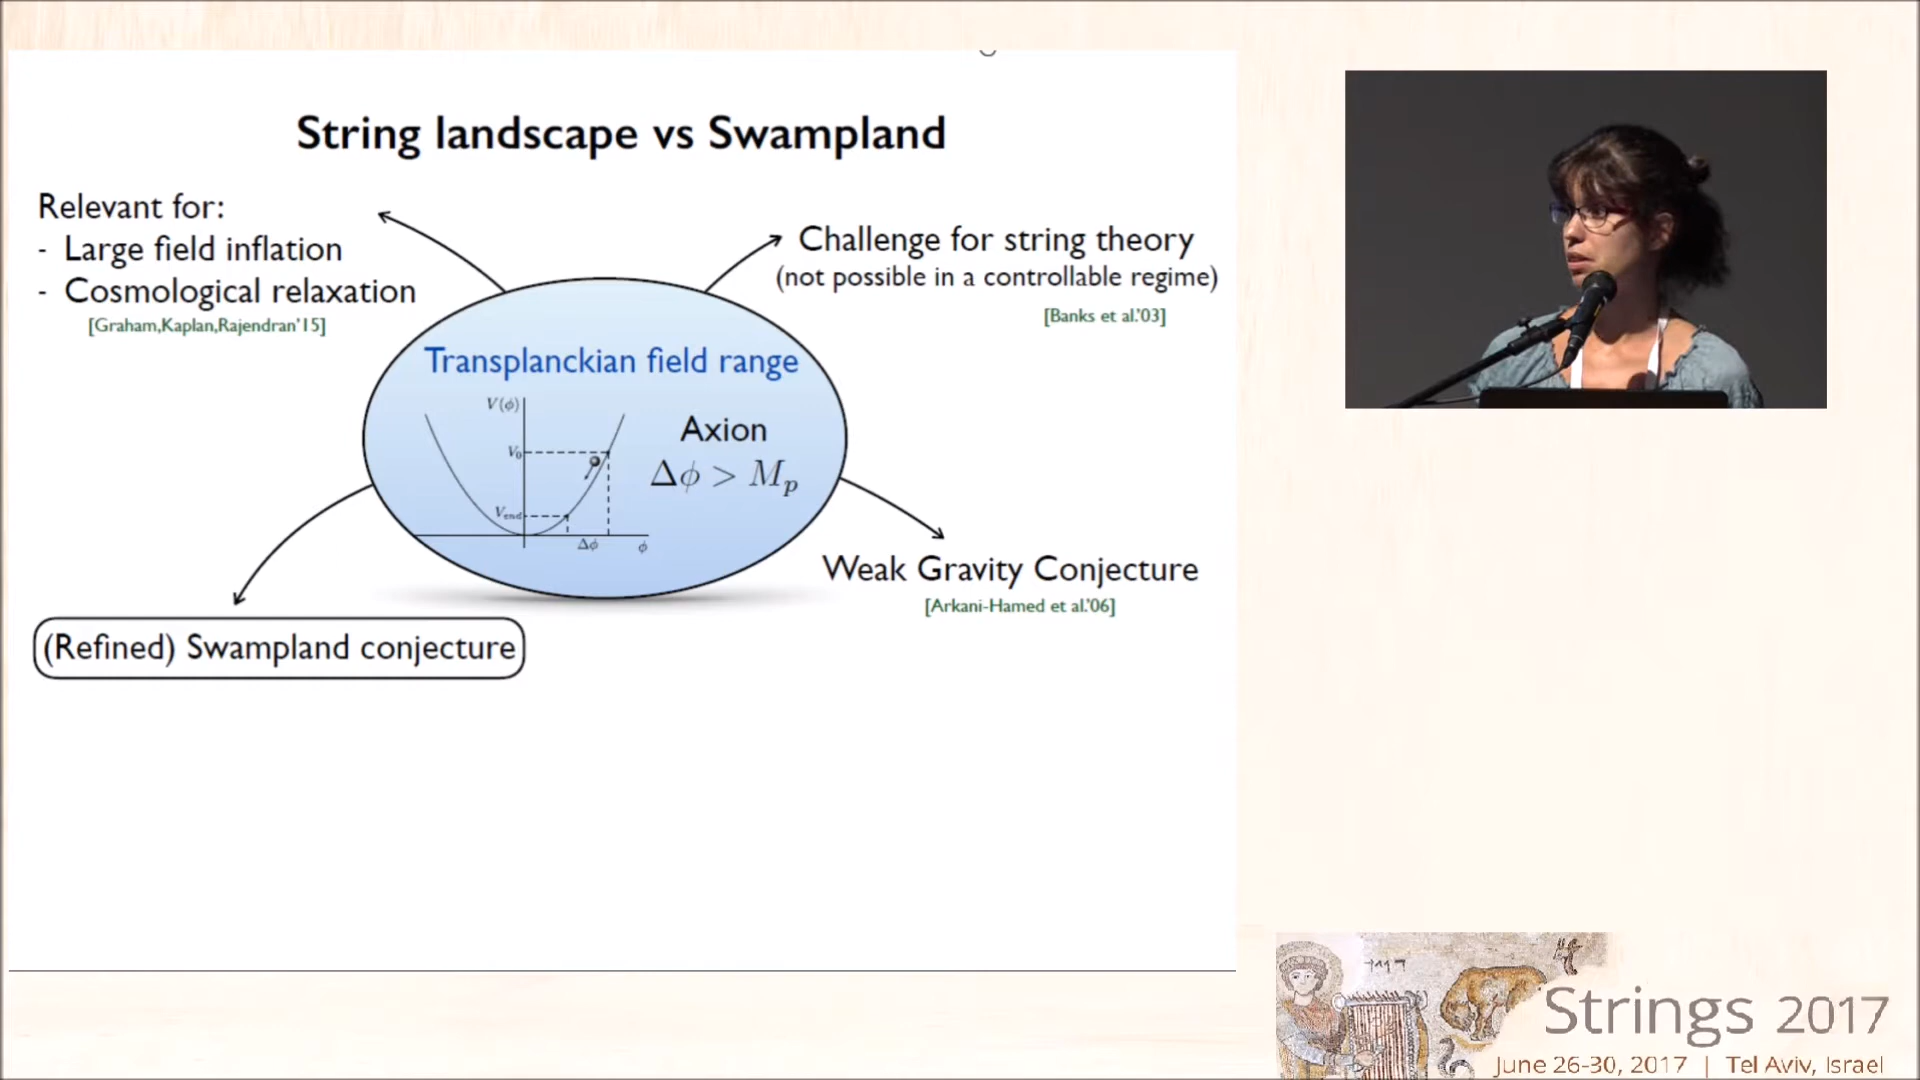 String landscape vs Swampland
Relevant for:
- Large field inflation
- Cosmological relaxation
[Graham,Kaplan,Rajendran'15]
Challenge for string theory
(not possible in a controllable regime)
[Banks et al.'03]
Transplanckian field range
V(ϕ)
V₀
V_end
Δϕ
ϕ
Axion
Δϕ > M_p
Weak Gravity Conjecture
[Arkani-Hamed et al.'06]
(Refined) Swampland conjecture
Strings 2017
June 26-30, 2017 | Tel Aviv, Israel